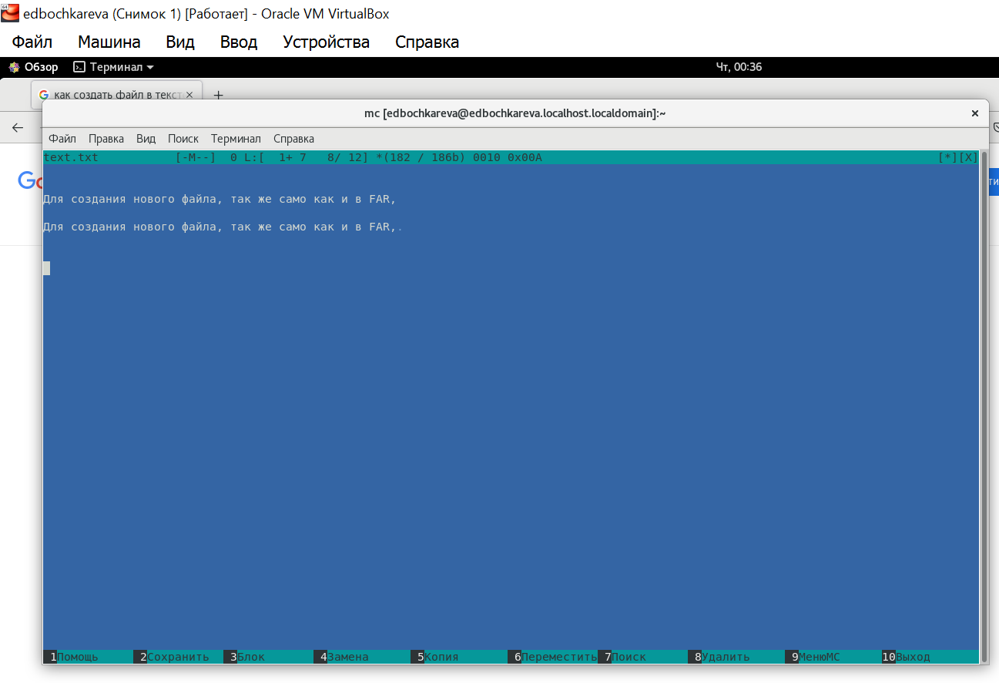 edbochkareva (Снимок 1) [Работает] - Oracle VM VirtualBox
Файл Машина Вид Ввод Устройства Справка
Обзор Терминал Чт, 00:36
как создать файл в текст
mc [edbochkareva@edbochkareva.localhost.localdomain]:~
Файл Правка Вид Поиск Терминал Справка
text.txt [-M--] 0 L:[ 1+ 7 8/ 12] *(182 / 186b) 0010 0x00A [*][X]
Для создания нового файла, так же само как и в FAR,
Для создания нового файла, так же само как и в FAR,.
1Помощь 2Сохранить 3Блок 4Замена 5Копия 6Переместить 7Поиск 8Удалить 9МенюMC 10Выход